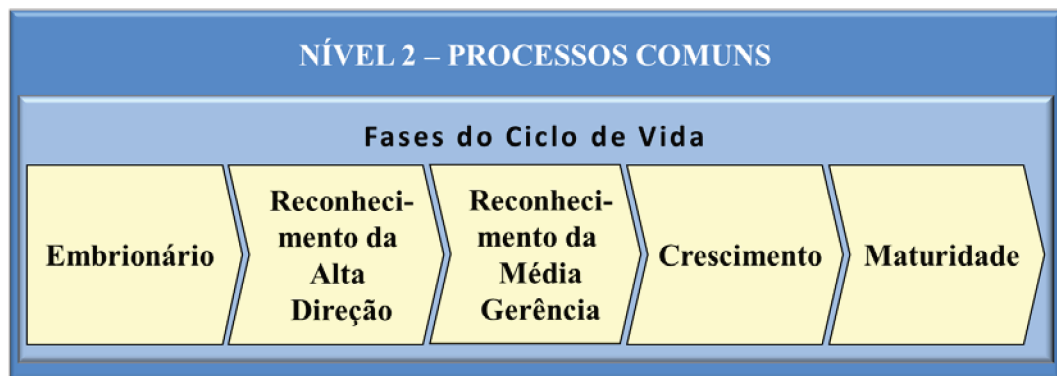 NÍVEL 2 – PROCESSOS COMUNS
Fases do Ciclo de Vida
Embrionário
Reconheci-
mento da
Alta
Direção
Reconheci-
mento da
Média
Gerência
Crescimento
Maturidade